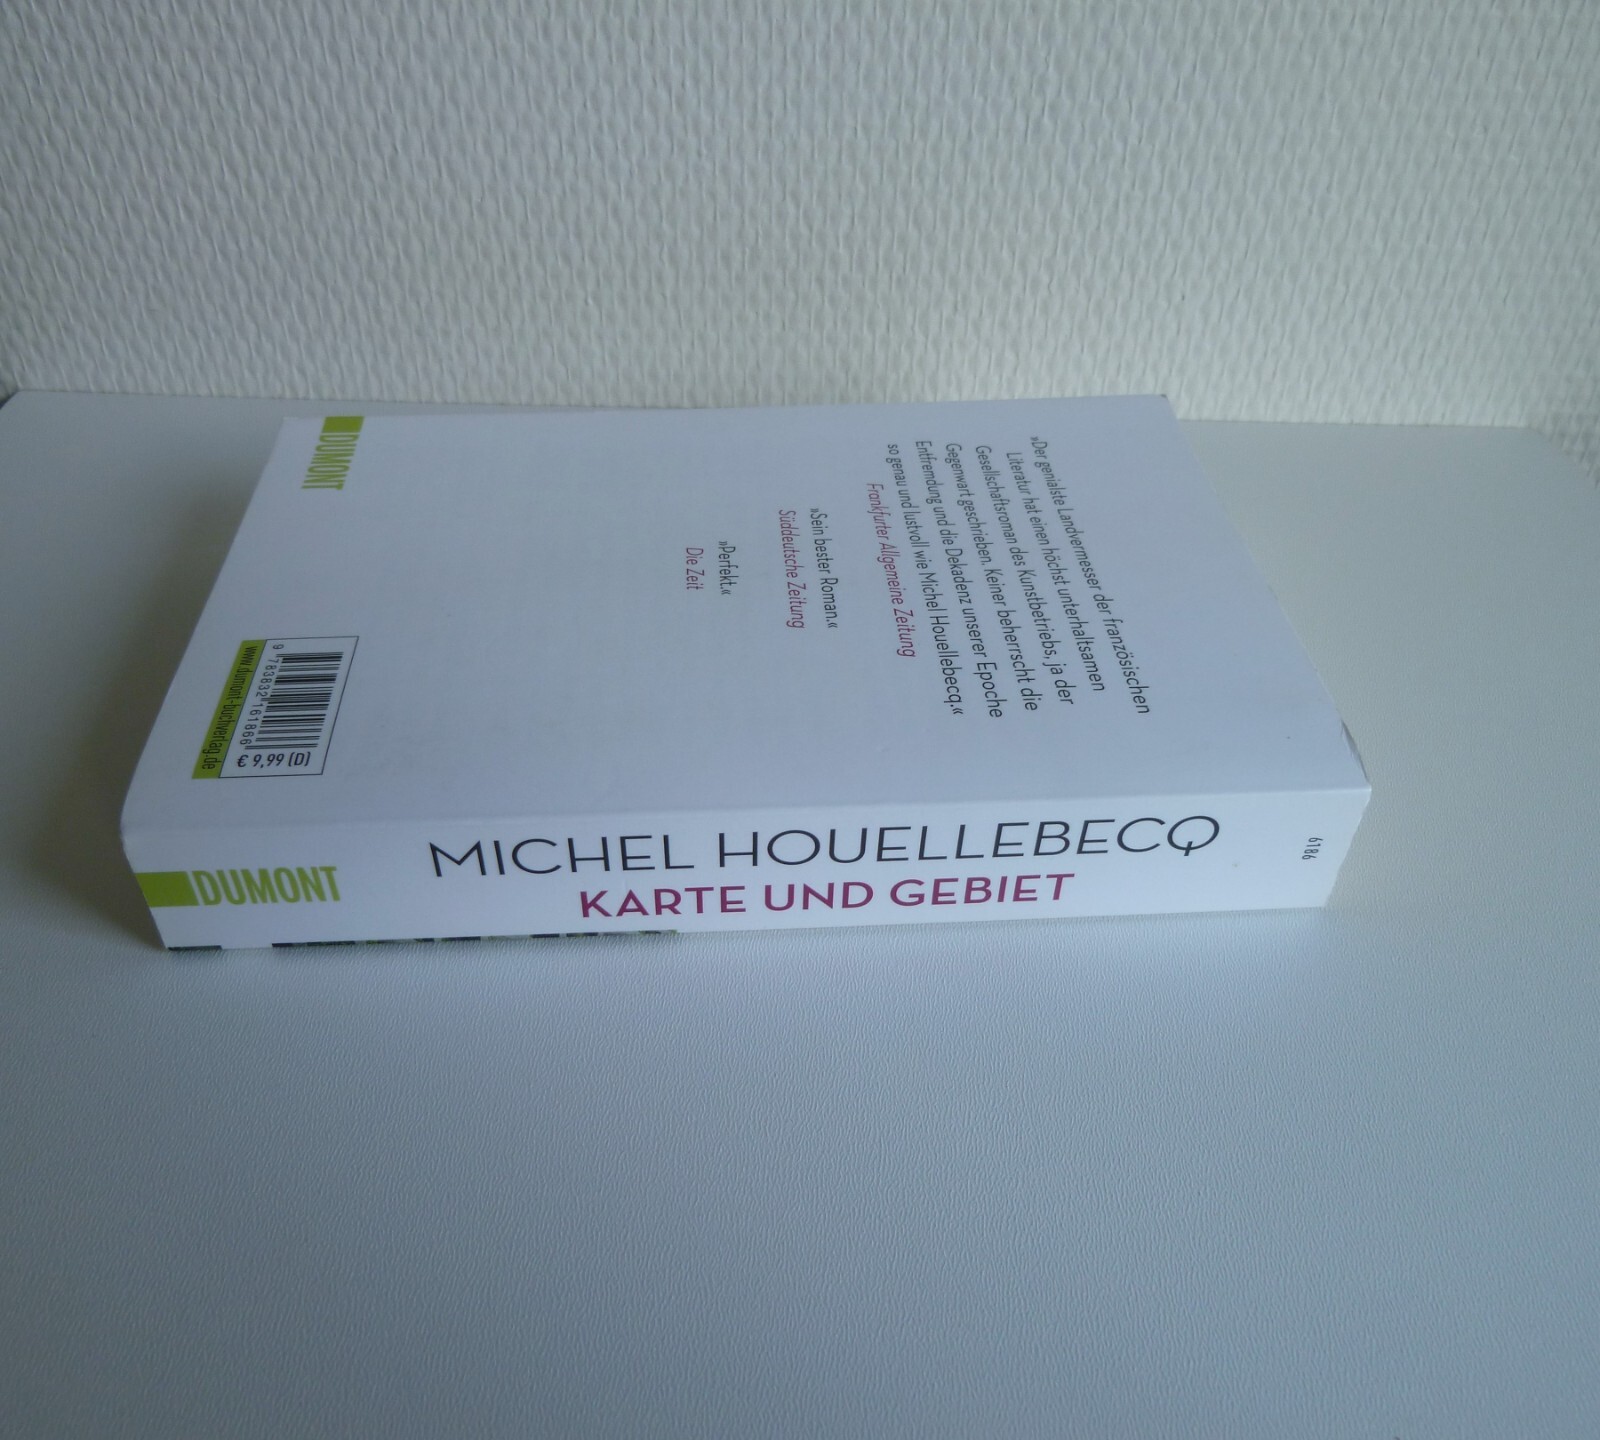 »Der genialste Landvermesser der französischen
Literatur hat einen höchst unterhaltsamen
Gesellschaftsroman des Kunstbetriebs, ja der
Gegenwart geschrieben. Keiner beherrscht die
Entfremdung und die Dekadenz unserer Epoche
so genau und lustvoll wie Michel Houellebecq.«
Frankfurter Allgemeine Zeitung
»Sein bester Roman.«
Süddeutsche Zeitung
»Perfekt.«
Die Zeit
DUMONT
9 783832 161866
€ 9,99 (D)
www.dumont-buchverlag.de
DUMONT
MICHEL HOUELLEBECQ
KARTE UND GEBIET
6186